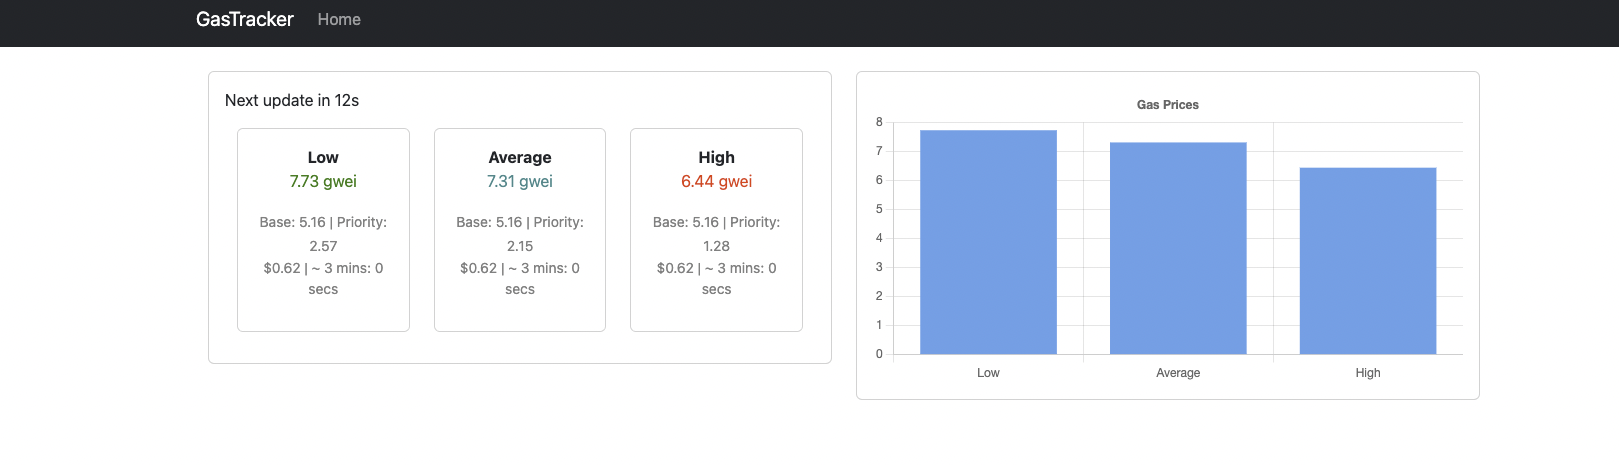 GasTracker Home
Next update in 12s
Low
7.73 gwei
Base: 5.16 | Priority:
2.57
$0.62 | ~ 3 mins: 0
secs
Average
7.31 gwei
Base: 5.16 | Priority:
2.15
$0.62 | ~ 3 mins: 0
secs
High
6.44 gwei
Base: 5.16 | Priority:
1.28
$0.62 | ~ 3 mins: 0
secs
Gas Prices
8
7
6
5
4
3
2
1
0
Low Average High